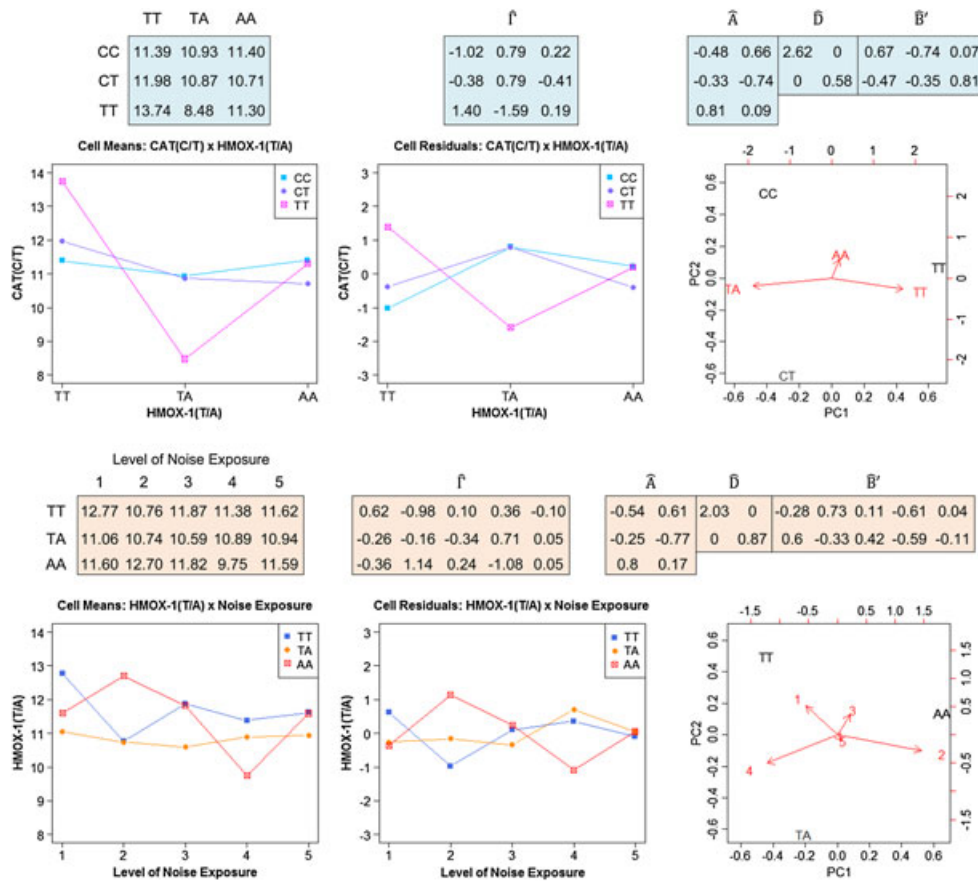 TT TA AA Γ̂ Â D̂ B̂′
CC 11.39 10.93 11.40 -1.02 0.79 0.22 -0.48 0.66 2.62 0 0.67 -0.74 0.07
CT 11.98 10.87 10.71 -0.38 0.79 -0.41 -0.33 -0.74 0 0.58 -0.47 -0.35 0.81
TT 13.74 8.48 11.30 1.40 -1.59 0.19 0.81 0.09
Cell Means: CAT(C/T) x HMOX-1(T/A)
14
13
12
11
10
9
8
CAT(C/T)
CC
CT
TT
TT TA AA
HMOX-1(T/A)
Cell Residuals: CAT(C/T) x HMOX-1(T/A)
3
2
1
0
-1
-2
-3
CAT(C/T)
CC
CT
TT
TT TA AA
HMOX-1(T/A)
-2 -1 0 1 2
0.6
0.4
0.2
0.0
-0.2
-0.4
-0.6
PC2
CC
AA
TT
TA
TT
CT
2
1
0
-1
-2
-0.6 -0.4 -0.2 0.0 0.2 0.4 0.6
PC1
Level of Noise Exposure
1 2 3 4 5 Γ̂ Â D̂ B̂′
TT 12.77 10.76 11.87 11.38 11.62 0.62 -0.98 0.10 0.36 -0.10 -0.54 0.61 2.03 0 -0.28 0.73 0.11 -0.61 0.04
TA 11.06 10.74 10.59 10.89 10.94 -0.26 -0.16 -0.34 0.71 0.05 -0.25 -0.77 0 0.87 0.6 -0.33 0.42 -0.59 -0.11
AA 11.60 12.70 11.82 9.75 11.59 -0.36 1.14 0.24 -1.08 0.05 0.8 0.17
Cell Means: HMOX-1(T/A) x Noise Exposure
14
13
12
11
10
9
8
HMOX-1(T/A)
TT
TA
AA
1 2 3 4 5
Level of Noise Exposure
Cell Residuals: HMOX-1(T/A) x Noise Exposure
3
2
1
0
-1
-2
-3
HMOX-1(T/A)
TT
TA
AA
1 2 3 4 5
Level of Noise Exposure
-1.5 -0.5 0.5 1.5
0.6
0.4
0.2
0.0
-0.2
-0.4
-0.6
PC2
TT
1
3
AA
5
2
4
TA
1.5
1.0
0.5
0.0
-0.5
-1.5
-0.6 -0.4 -0.2 0.0 0.2 0.4 0.6
PC1